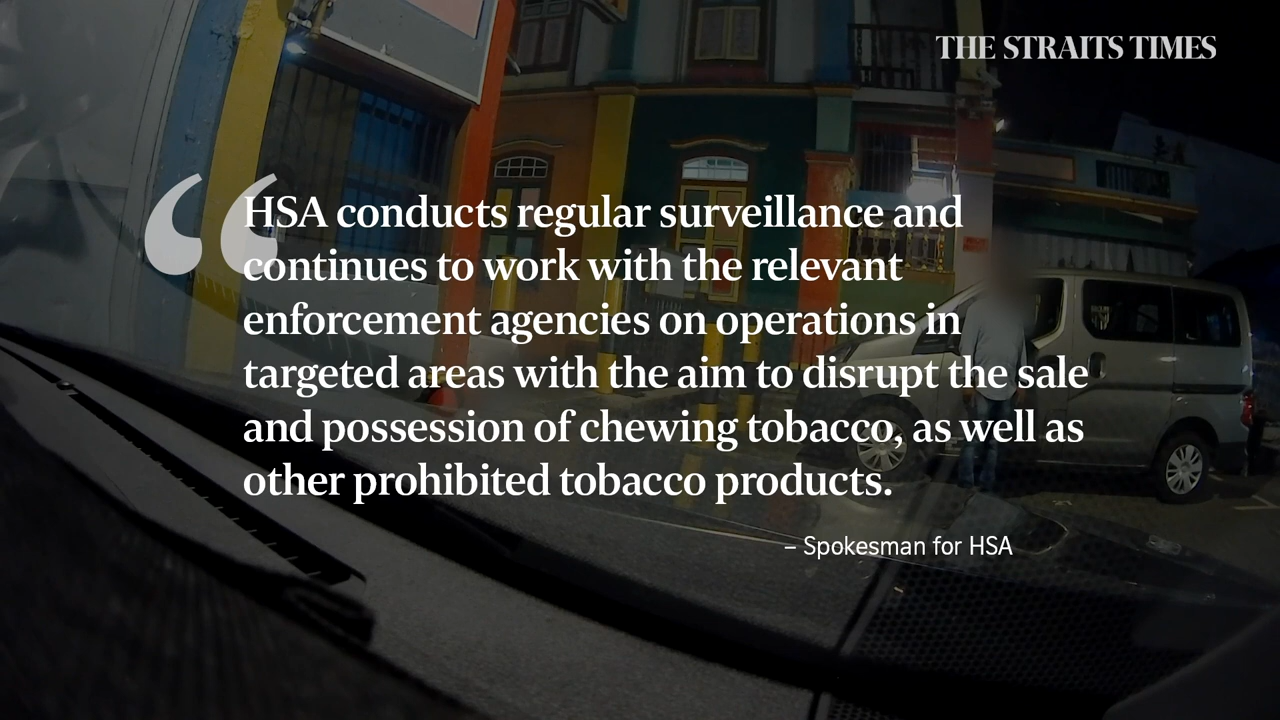 THE STRAITS TIMES
“HSA conducts regular surveillance and
continues to work with the relevant
enforcement agencies on operations in
targeted areas with the aim to disrupt the sale
and possession of chewing tobacco, as well as
other prohibited tobacco products.
– Spokesman for HSA